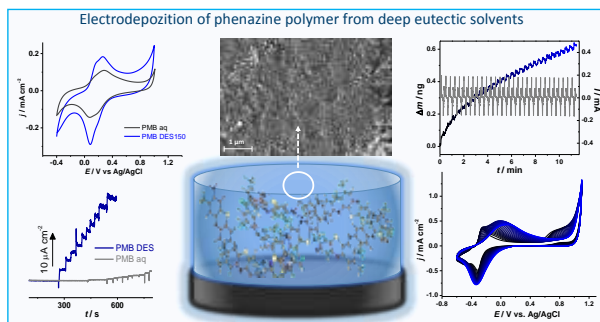 Electrodepozition of phenazine polymer from deep eutectic solvents
j / mA cm-2
0.2
0.0
-0.2
-0.4 0.0 0.4 0.8 1.2
E / V vs Ag/AgCl
PMB aq
PMB DES150
1 µm
Δm / ng
0.6
0.4
0.2
0.0
0 2 4 6 8 10
t / min
0.4
0.2
0.0
-0.2
-0.4
I / mA
10 µA cm-2
PMB DES
PMB aq
300 600
t / s
j / mA cm-2
1.0
0.5
0.0
-0.5
-1.0
-0.5 0.0 0.5 1.0
E / V vs. Ag/AgCl